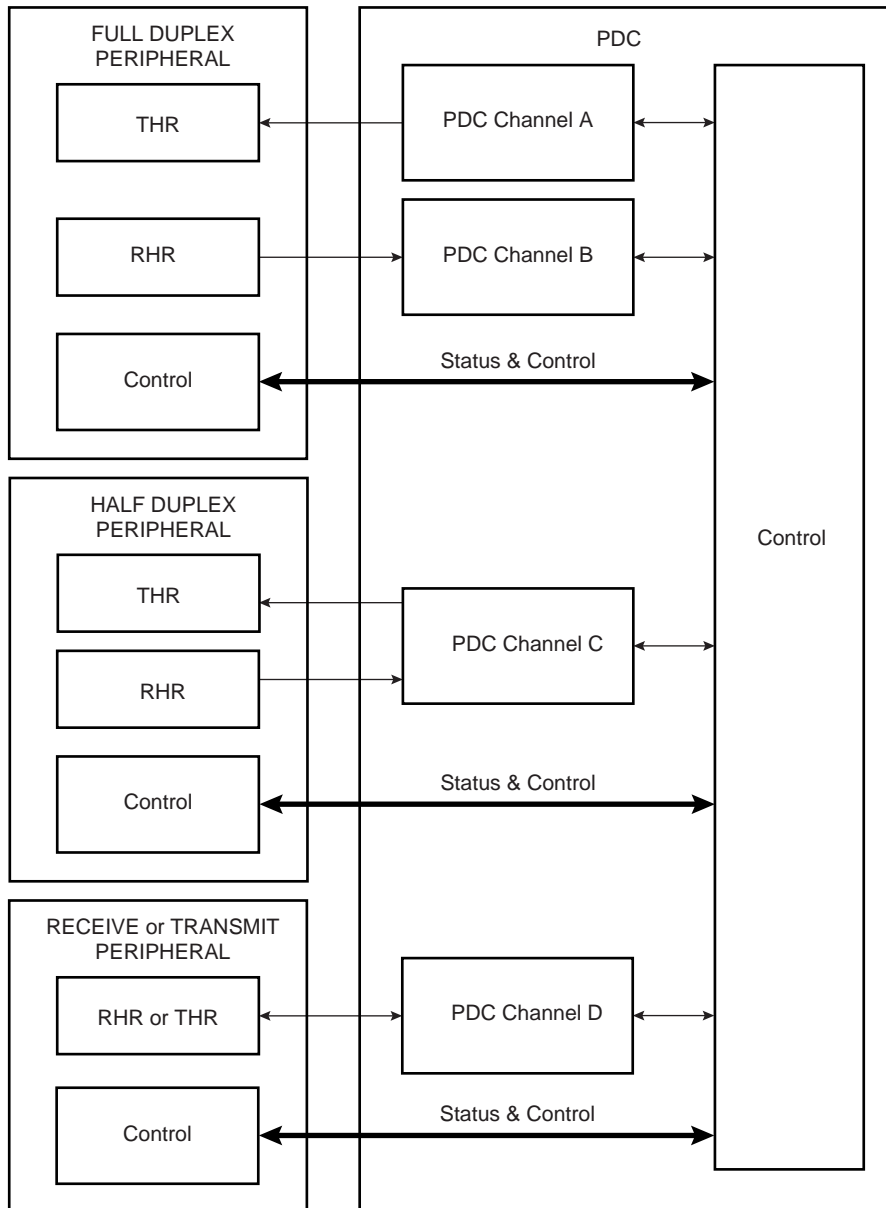 FULL DUPLEX
PERIPHERAL
THR
RHR
Control
HALF DUPLEX
PERIPHERAL
THR
RHR
Control
RECEIVE or TRANSMIT
PERIPHERAL
RHR or THR
Control
PDC
PDC Channel A
PDC Channel B
Status & Control
PDC Channel C
Status & Control
PDC Channel D
Status & Control
Control